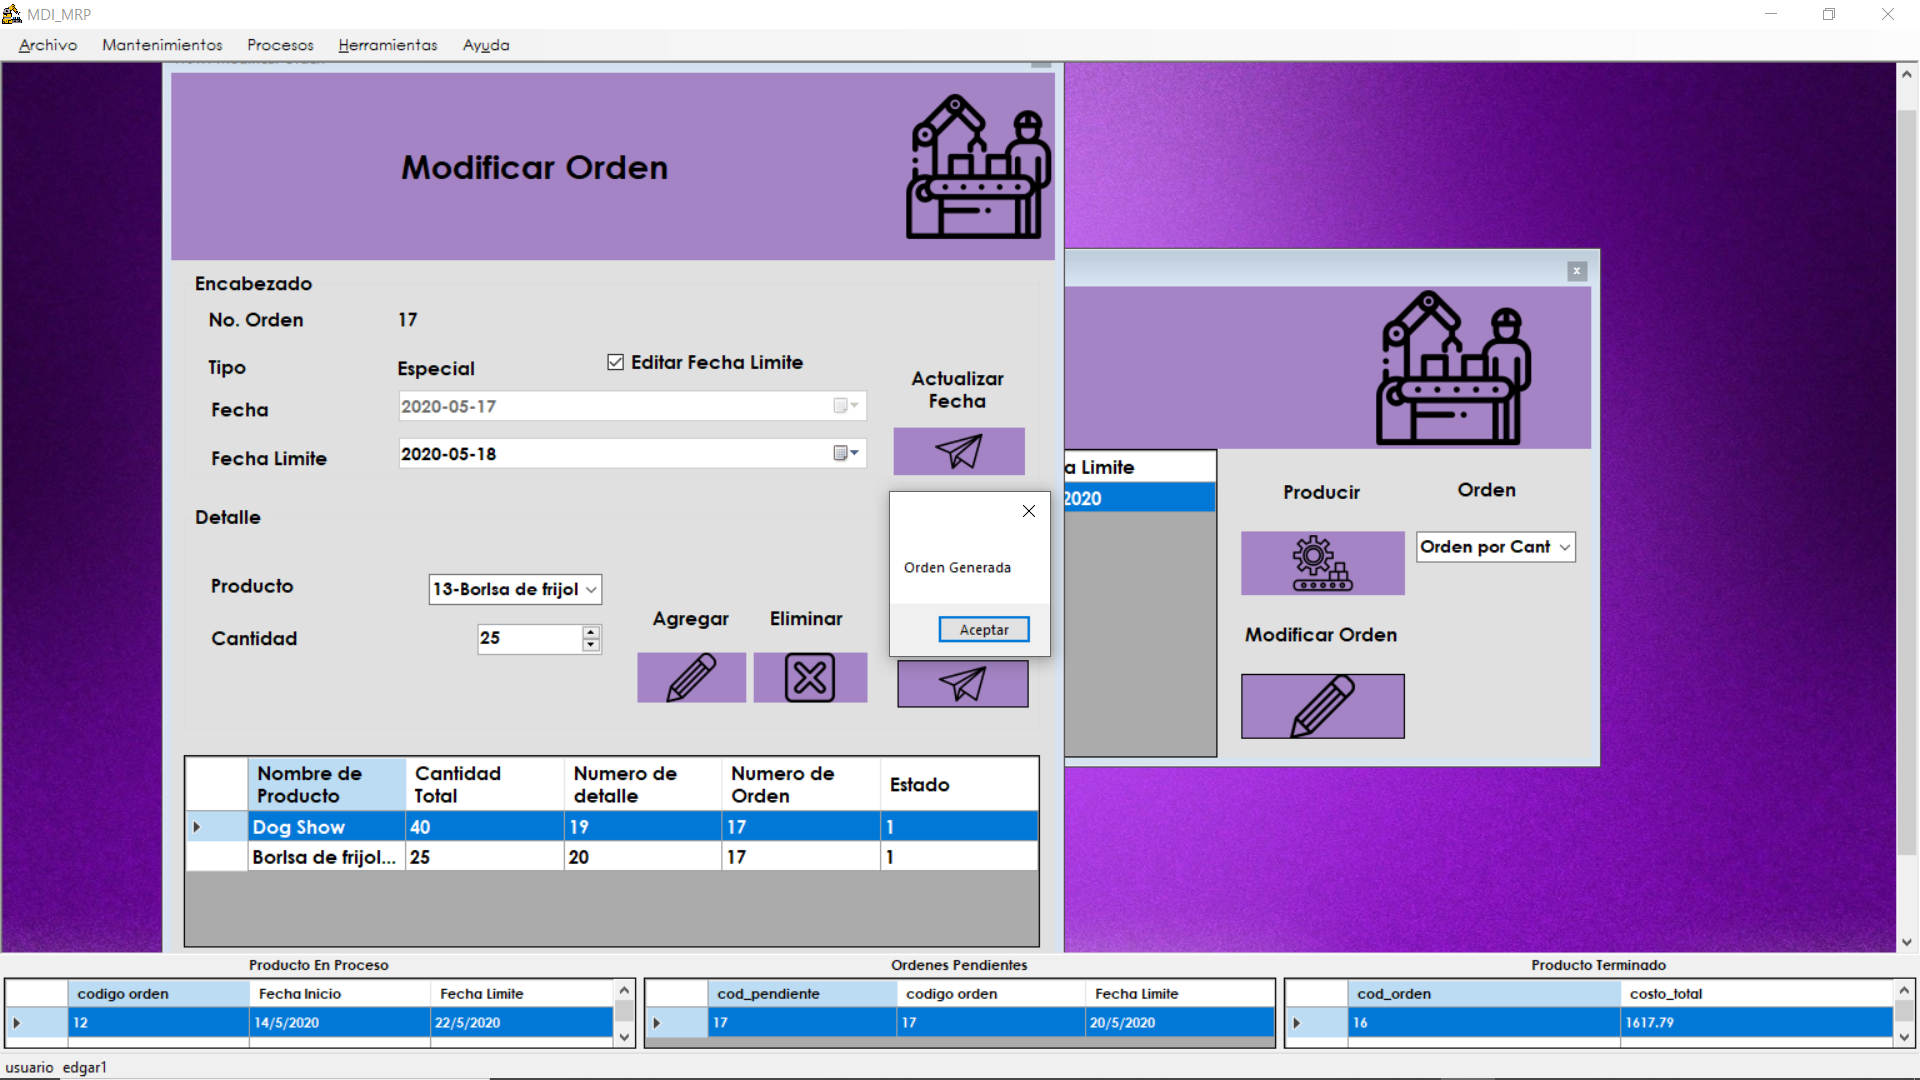 MDI_MRP
Archivo Mantenimientos Procesos Herramientas Ayuda
Modificar Orden
Encabezado
No. Orden 17
Tipo Especial Editar Fecha Limite
Actualizar
Fecha
Fecha 2020-05-17
Fecha Limite 2020-05-18
Detalle
Producto 13-Borlsa de frijol
Cantidad 25
Agregar Eliminar
Orden Generada
Aceptar
a Limite
2020
Producir Orden
Orden por Cant
Modificar Orden
Nombre de Producto Cantidad Total Numero de detalle Numero de Orden Estado
Dog Show 40 19 17 1
Borlsa de frijol... 25 20 17 1
Producto En Proceso
codigo orden Fecha Inicio Fecha Limite
12 14/5/2020 22/5/2020
Ordenes Pendientes
cod_pendiente codigo orden Fecha Limite
17 17 20/5/2020
Producto Terminado
cod_orden costo_total
16 1617.79
usuario edgar1